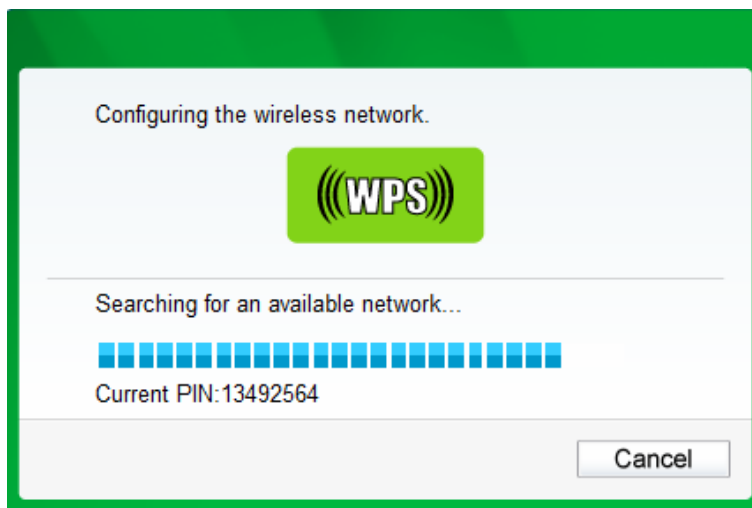 Configuring the wireless network.
(((WPS)))
Searching for an available network...
Current PIN:13492564
Cancel